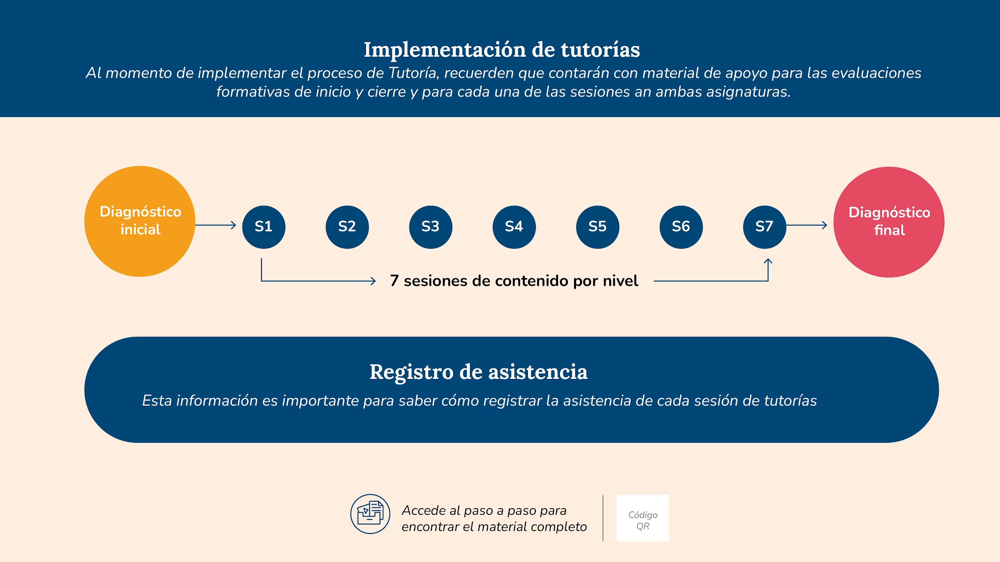 Implementación de tutorías
Al momento de implementar el proceso de Tutoría, recuerden que contarán con material de apoyo para las evaluaciones
formativas de inicio y cierre y para cada una de las sesiones an ambas asignaturas.
Diagnóstico
inicial
S1
S2
S3
S4
S5
S6
S7
Diagnóstico
final
7 sesiones de contenido por nivel
Registro de asistencia
Esta información es importante para saber cómo registrar la asistencia de cada sesión de tutorías
Accede al paso a paso para
encontrar el material completo
Código
QR